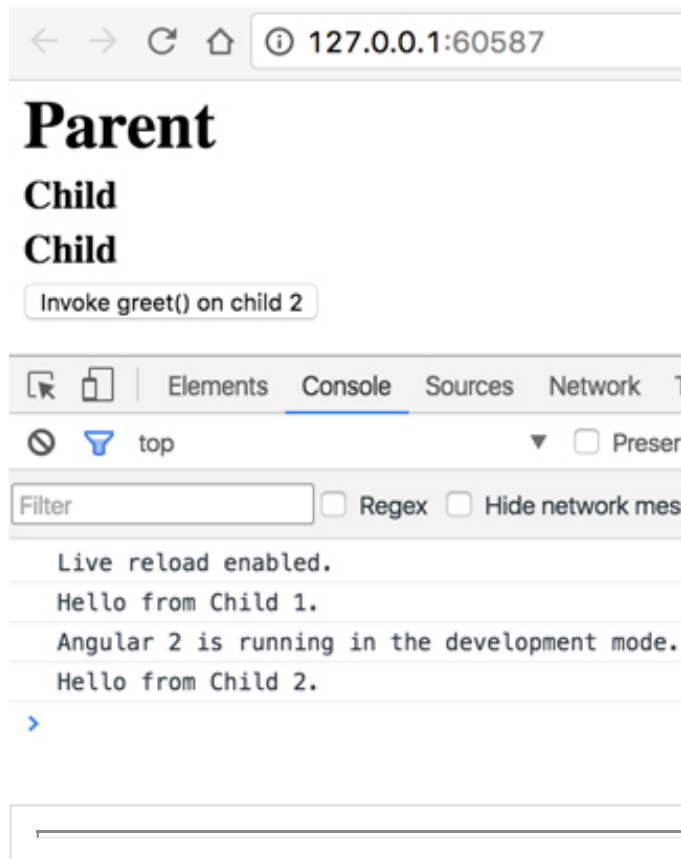 127.0.0.1:60587
Parent
Child
Child
Invoke greet() on child 2
Elements Console Sources Network
top Preser
Filter Regex Hide network mes
Live reload enabled.
Hello from Child 1.
Angular 2 is running in the development mode.
Hello from Child 2.